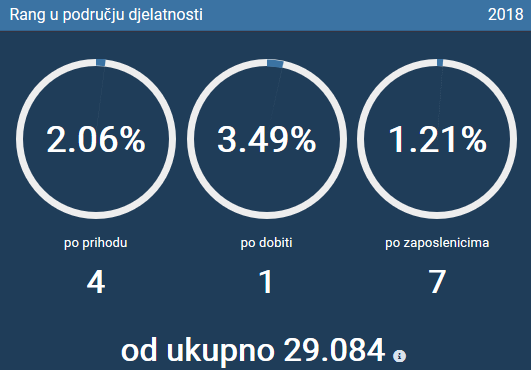 Rang u području djelatnosti 2018
2.06% 3.49% 1.21%
po prihodu po dobiti po zaposlenicima
4 1 7
od ukupno 29.084 i